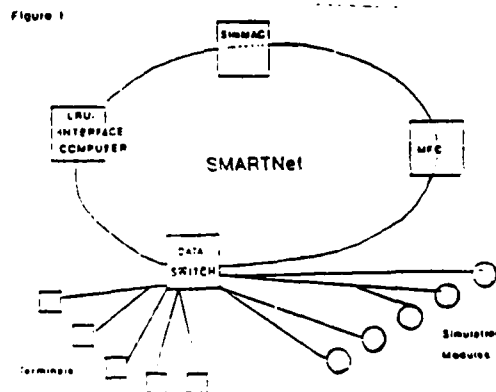 Figure 1
SIMMAC
LRU
INTERFACE
COMPUTER
MFC
SMARTNet
DATA
SWITCH
Simulation
Modules
Terminals